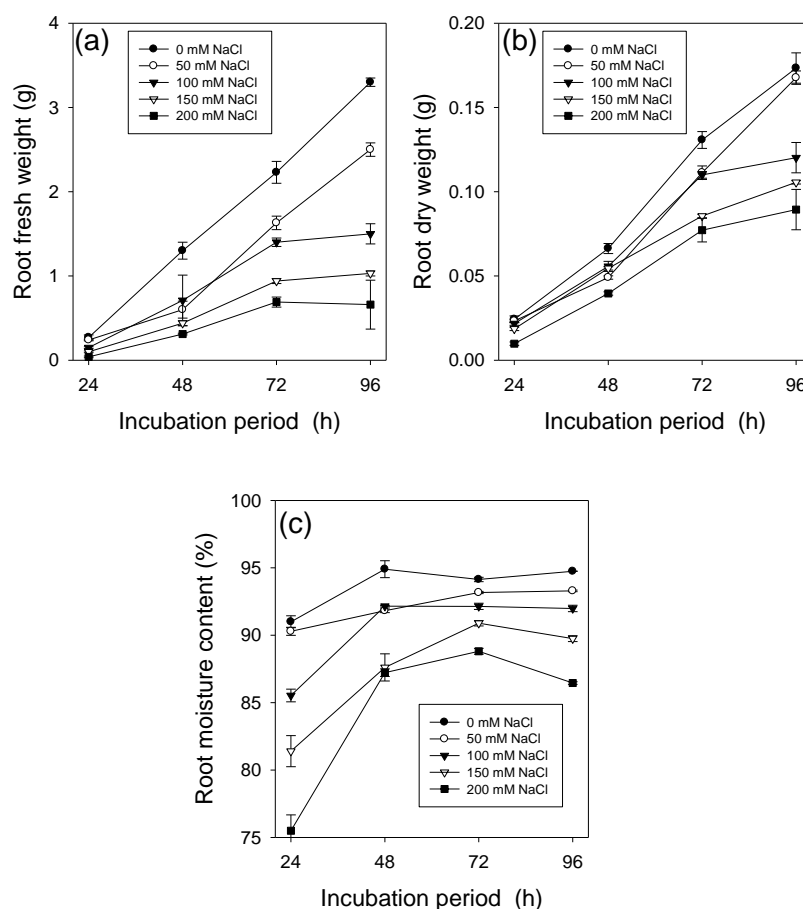 (a)
0 mM NaCl
50 mM NaCl
100 mM NaCl
150 mM NaCl
200 mM NaCl
Root fresh weight (g)
4
3
2
1
0
24 48 72 96
Incubation period (h)
(b)
0 mM NaCl
50 mM NaCl
100 mM NaCl
150 mM NaCl
200 mM NaCl
Root dry weight (g)
0.20
0.15
0.10
0.05
0.00
24 48 72 96
Incubation period (h)
(c)
Root moisture content (%)
100
95
90
85
80
75
0 mM NaCl
50 mM NaCl
100 mM NaCl
150 mM NaCl
200 mM NaCl
24 48 72 96
Incubation period (h)